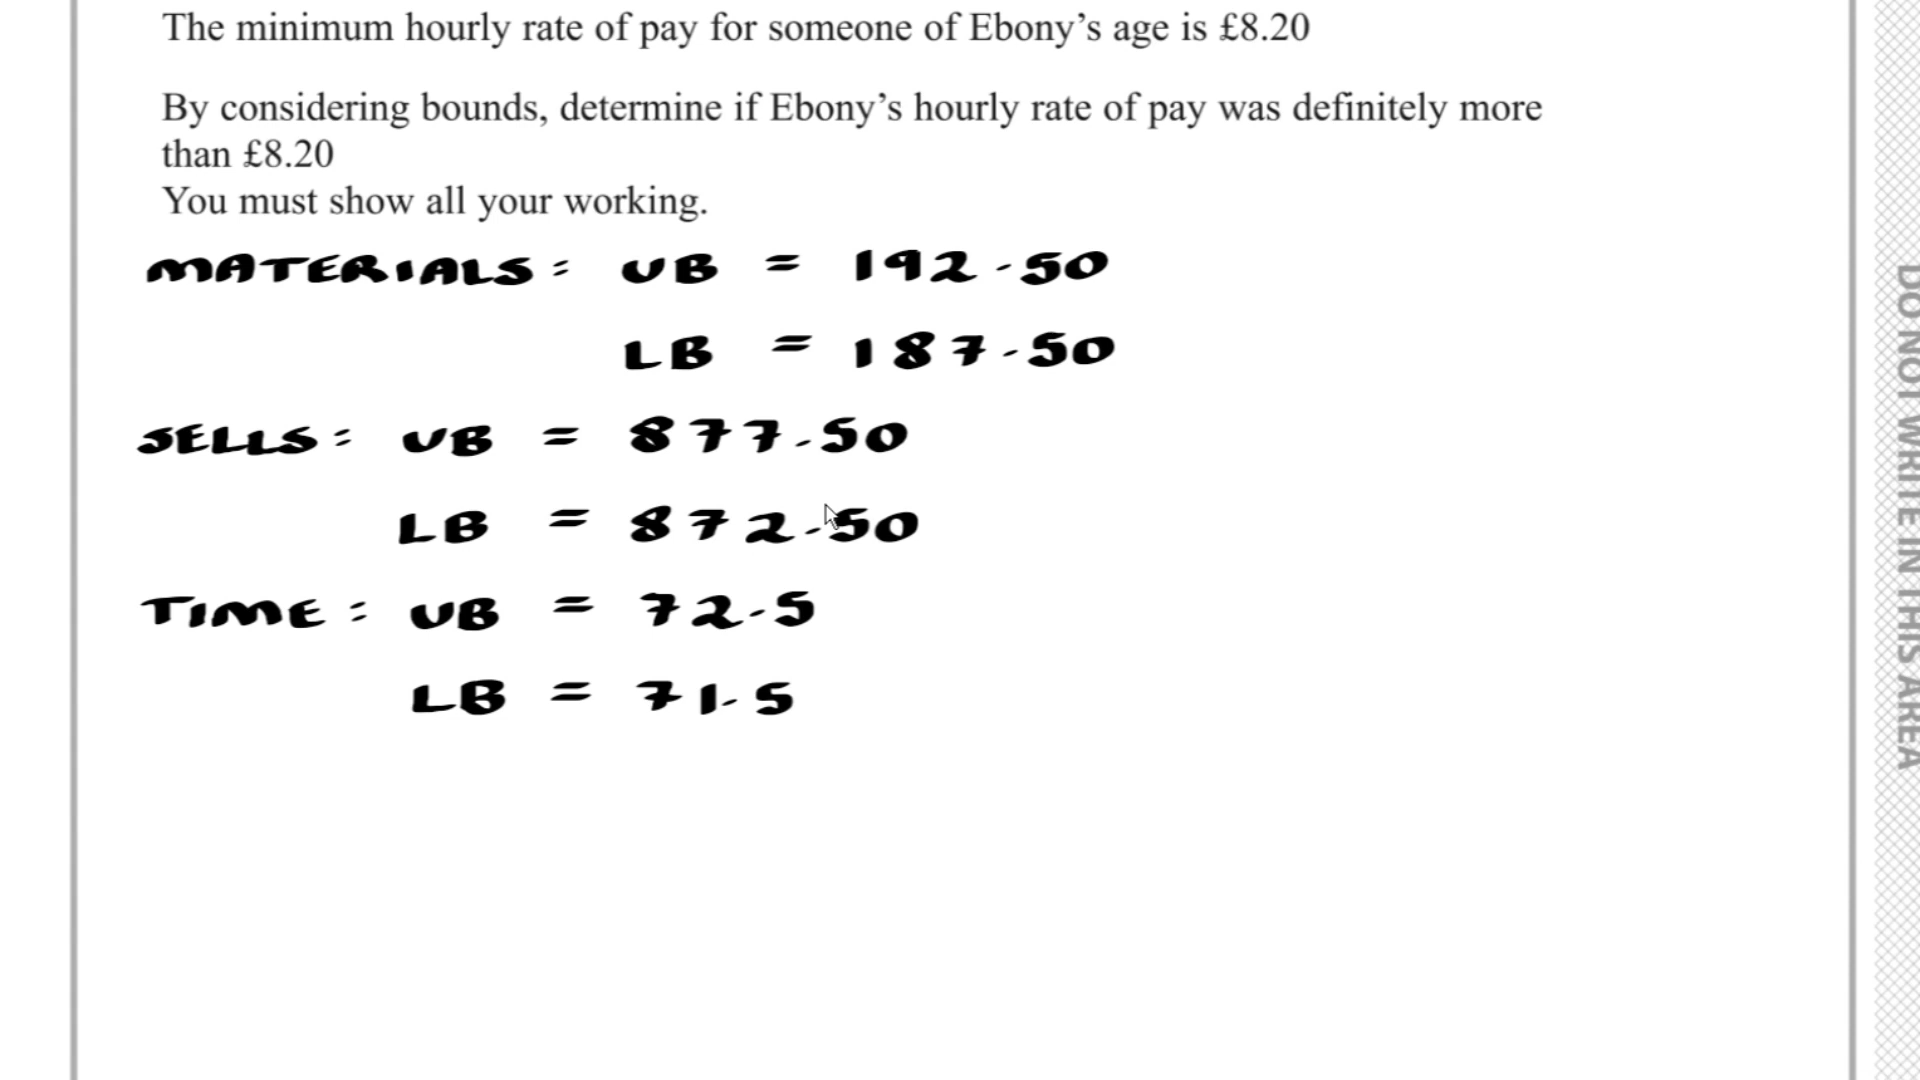 The minimum hourly rate of pay for someone of Ebony’s age is £8.20
By considering bounds, determine if Ebony’s hourly rate of pay was definitely more
than £8.20
You must show all your working.
MATERIALS: UB = 192.50
LB = 187.50
SELLS: UB = 877.50
LB = 872.50
TIME: UB = 72.5
LB = 71.5
DO NOT WRITE IN THIS AREA